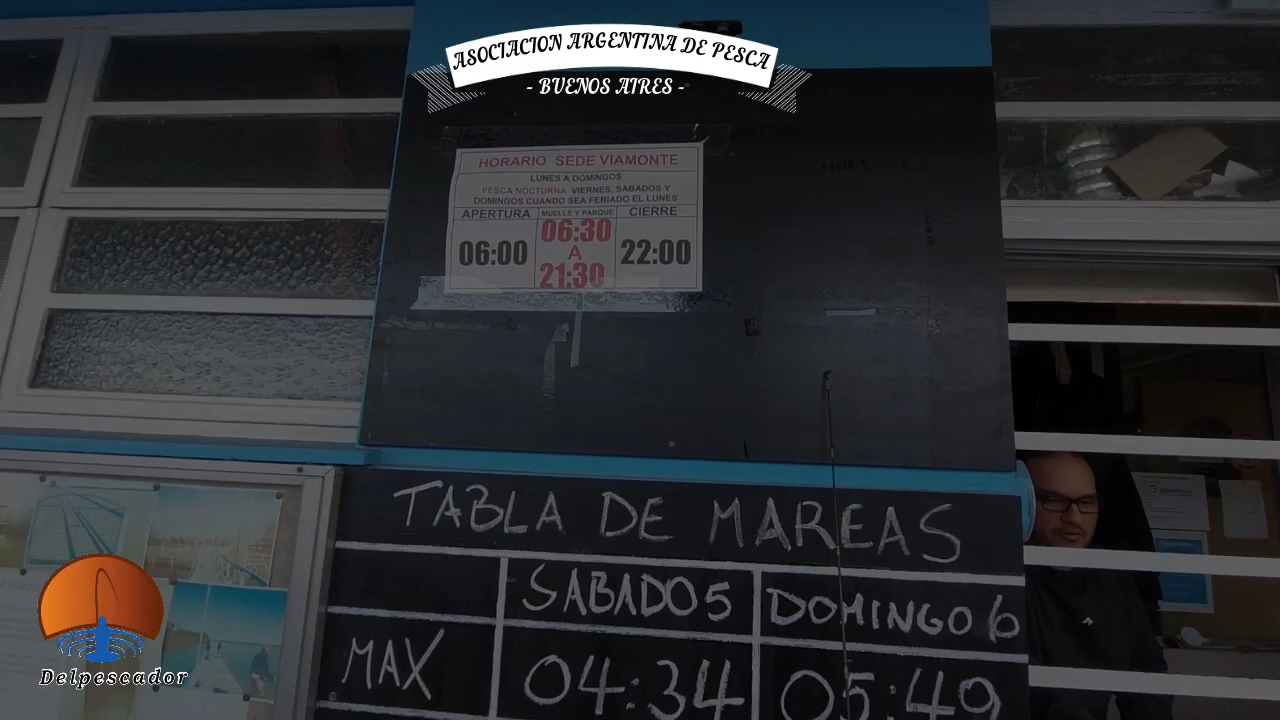 ASOCIACION ARGENTINA DE PESCA
- BUENOS AIRES -
HORARIO SEDE VIAMONTE
LUNES A DOMINGOS
PESCA NOCTURNA VIERNES, SABADOS Y
DOMINGOS CUANDO SEA FERIADO EL LUNES
APERTURA MUELLE Y PARQUE CIERRE
06:00 06:30 A 21:30 22:00
TABLA DE MAREAS
SABADO 5 DOMINGO 6
MAX 04:34 05:49
Delpescador